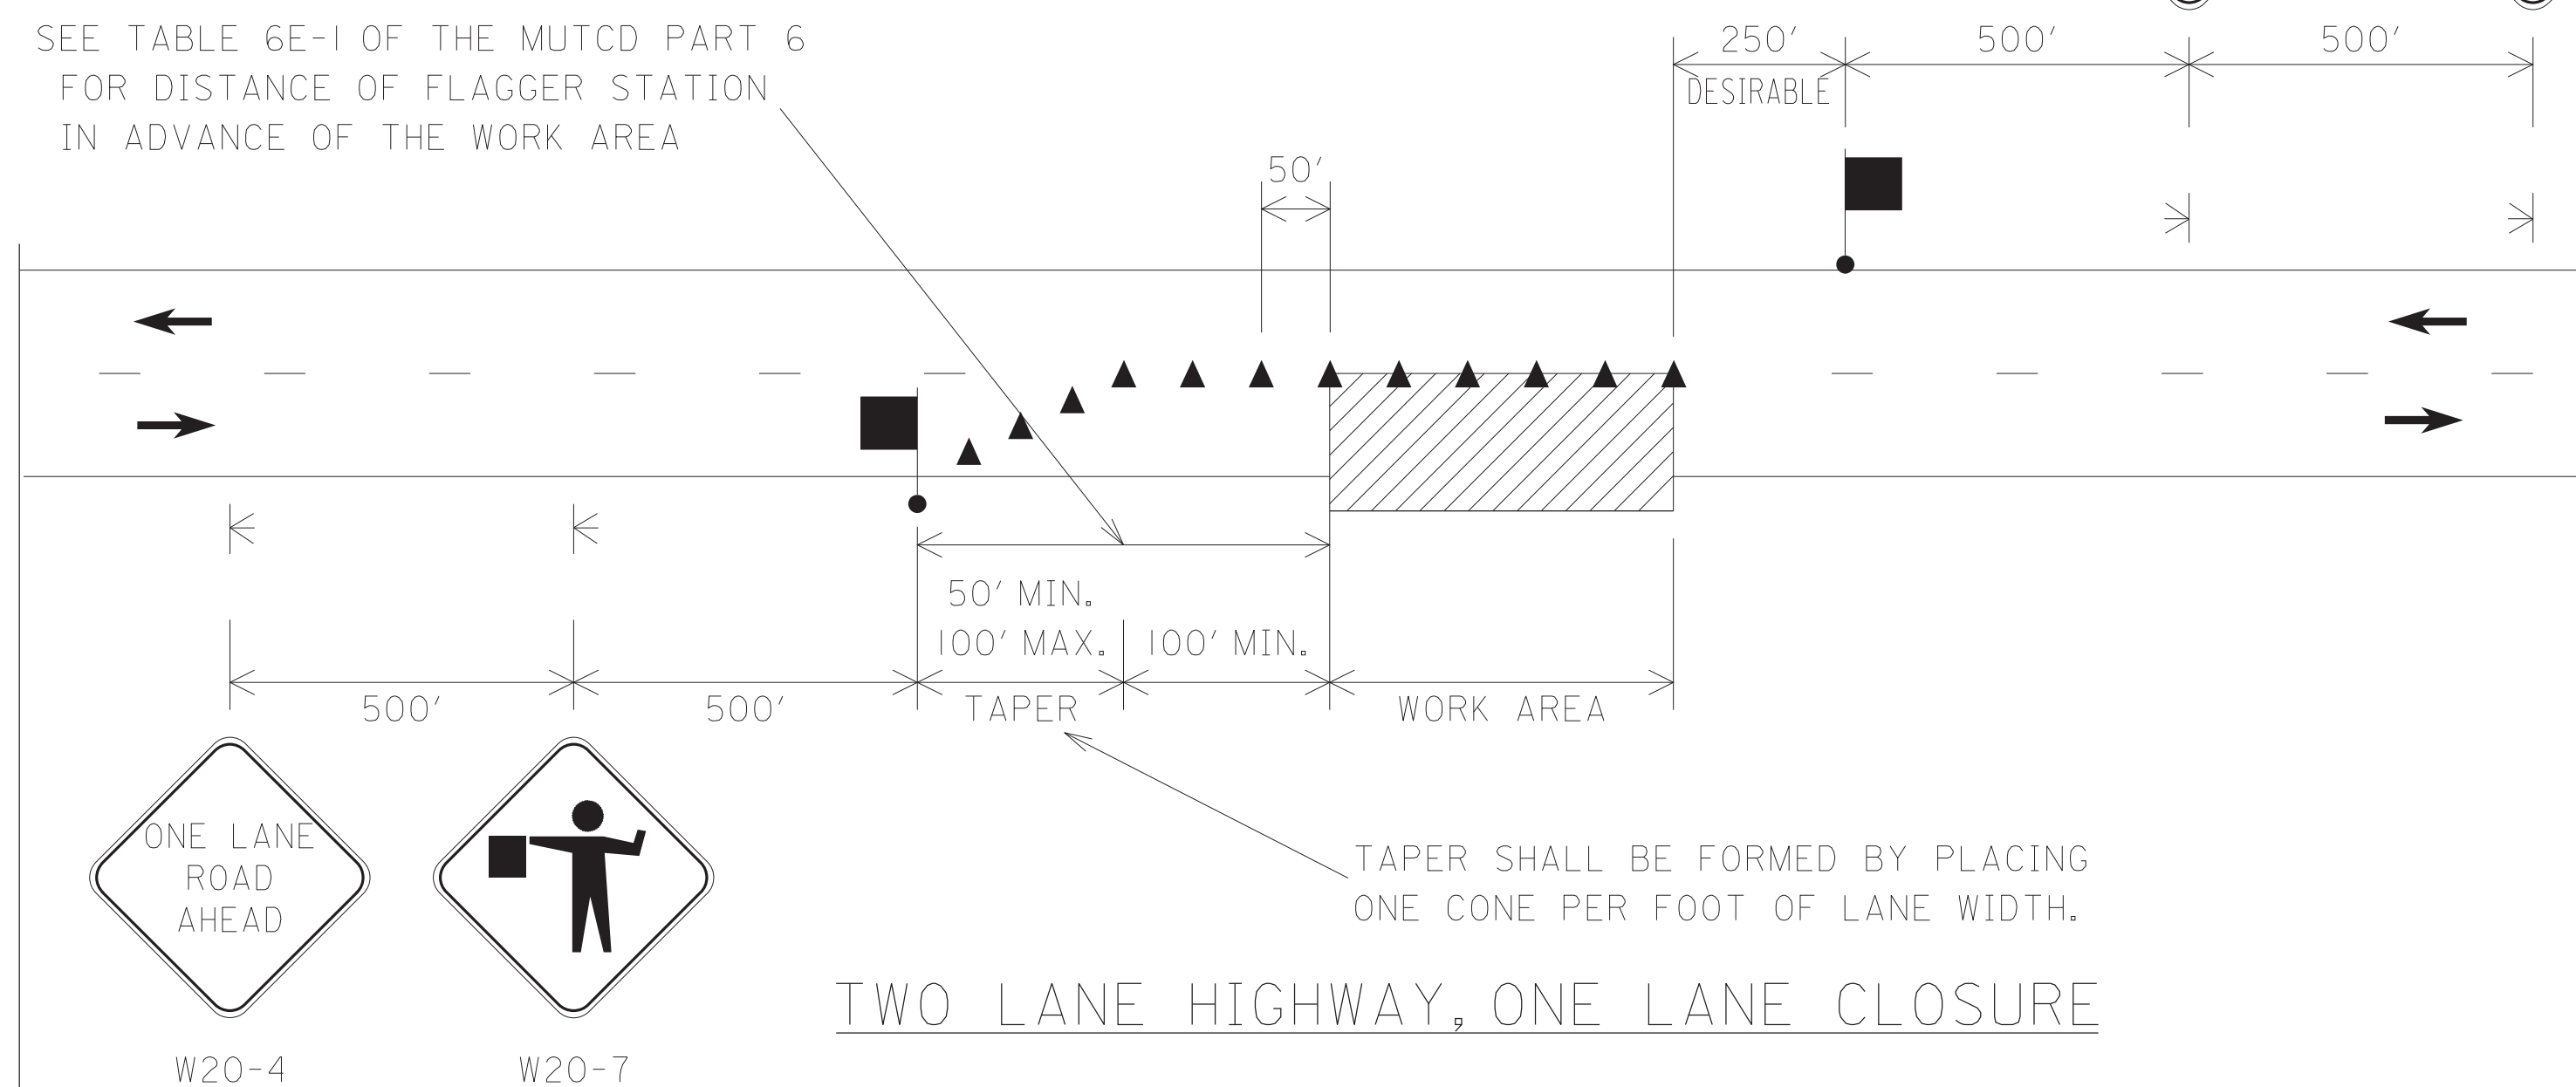 SEE TABLE 6E-1 OF THE MUTCD PART 6
FOR DISTANCE OF FLAGGER STATION
IN ADVANCE OF THE WORK AREA
250' 500' 500'
DESIRABLE
50'
50' MIN.
100' MAX. 100' MIN.
500' 500' TAPER WORK AREA
ONE LANE
ROAD
AHEAD
TAPER SHALL BE FORMED BY PLACING
ONE CONE PER FOOT OF LANE WIDTH.
TWO LANE HIGHWAY, ONE LANE CLOSURE
W20-4 W20-7